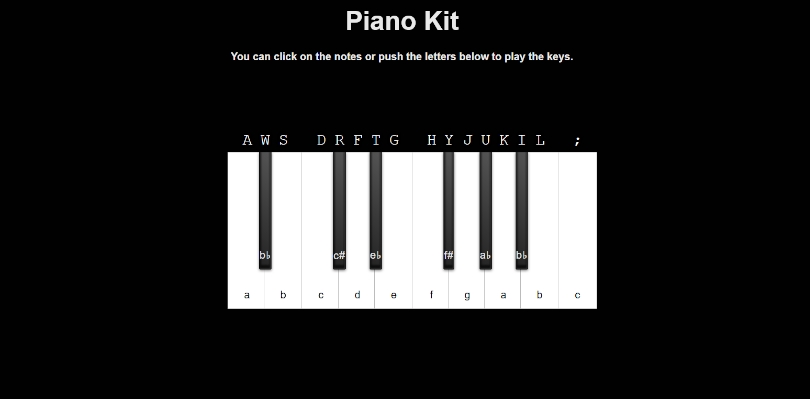 Piano Kit
You can click on the notes or push the letters below to play the keys.
A W S D R F T G H Y J U K I L ;
b♭ c# e♭ f# a♭ b♭
a b c d e f g a b c